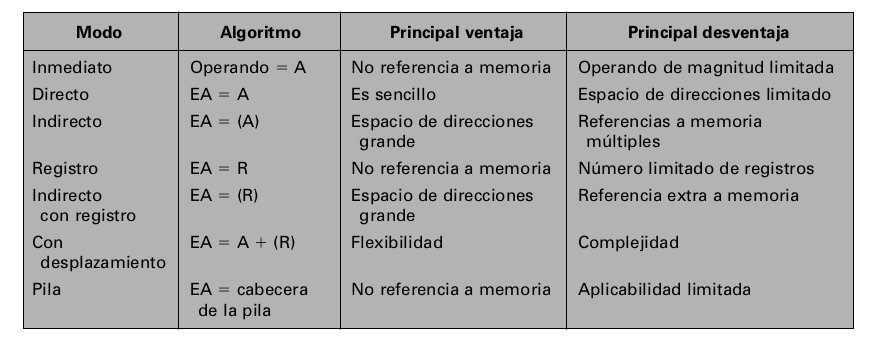 Modo Algoritmo Principal ventaja Principal desventaja
Inmediato Operando = A No referencia a memoria Operando de magnitud limitada
Directo EA = A Es sencillo Espacio de direcciones limitado
Indirecto EA = (A) Espacio de direcciones Referencias a memoria
grande múltiples
Registro EA = R No referencia a memoria Número limitado de registros
Indirecto EA = (R) Espacio de direcciones Referencia extra a memoria
con registro grande
Con EA = A + (R) Flexibilidad Complejidad
desplazamiento
Pila EA = cabecera No referencia a memoria Aplicabilidad limitada
de la pila